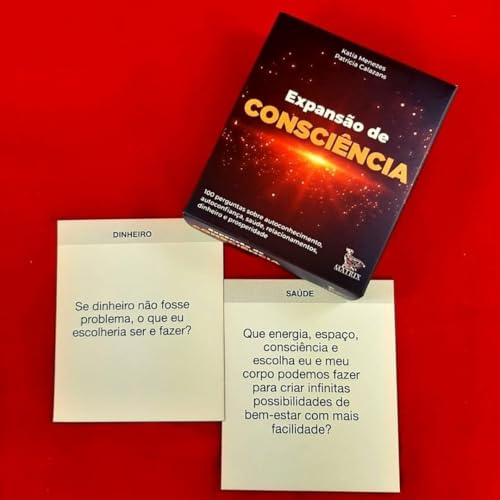 Katia Menezes
Patrícia Calazans
Expansão de
CONSCIÊNCIA
100 perguntas sobre autoconhecimento,
autoconfiança, saúde, relacionamentos,
dinheiro e prosperidade
MATRIX
DINHEIRO
Se dinheiro não fosse
problema, o que eu
escolheria ser e fazer?
SAÚDE
Que energia, espaço,
consciência e
escolha eu e meu
corpo podemos fazer
para criar infinitas
possibilidades de
bem-estar com mais
facilidade?